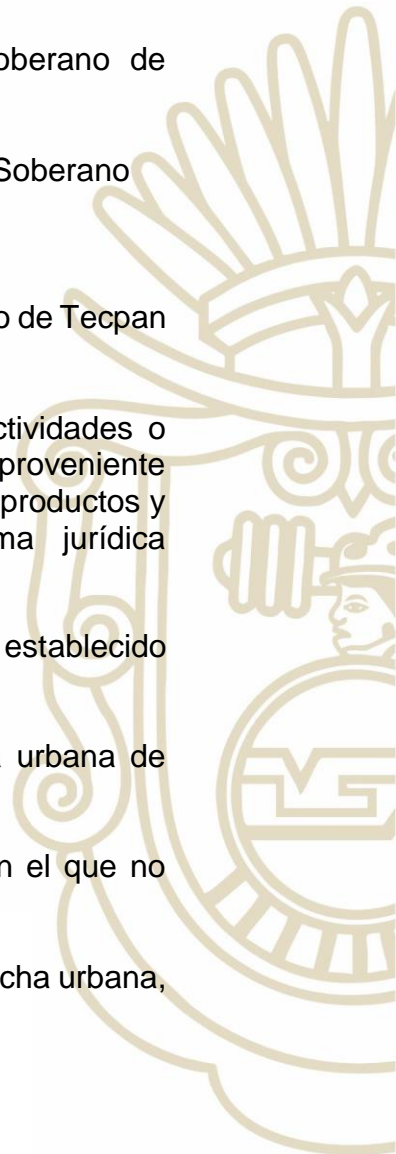 oberano de
Soberano
o de Tecpan
ctividades o
proveniente
productos y
ma jurídica
establecido
urbana de
n el que no
cha urbana,